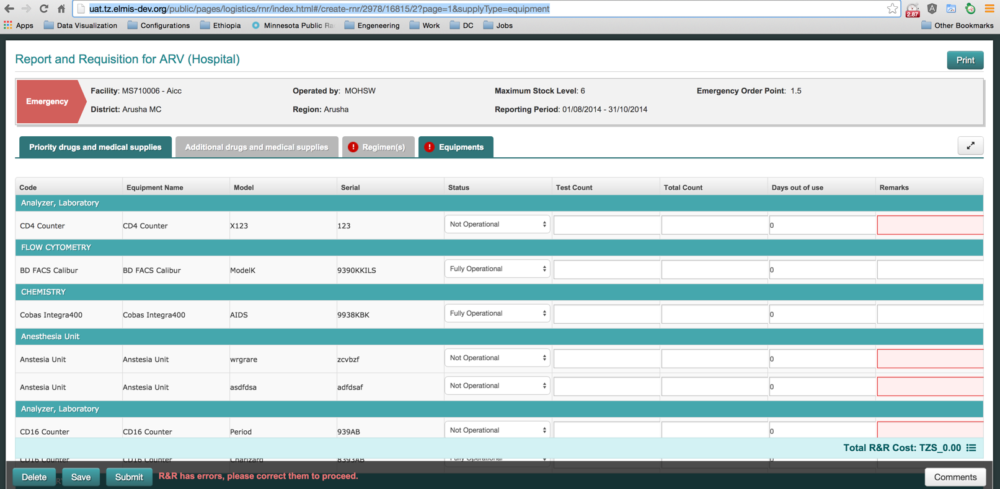 uat.tz.elmis-dev.org/public/pages/logistics/rnr/index.html#/create-rnr/2978/16815/2?page=1&supplyType=equipment
2.87
Apps Data Visualization Configurations Ethiopia Minnesota Public Ra Engeneering Work DC Jobs Other Bookmarks
Report and Requisition for ARV (Hospital) Print
Emergency
Facility: MS710006 - Aicc Operated by: MOHSW Maximum Stock Level: 6 Emergency Order Point: 1.5
District: Arusha MC Region: Arusha Reporting Period: 01/08/2014 - 31/10/2014
Priority drugs and medical supplies Additional drugs and medical supplies ! Regimen(s) ! Equipments
Code Equipment Name Model Serial Status Test Count Total Count Days out of use Remarks
Analyzer, Laboratory
CD4 Counter CD4 Counter X123 123 Not Operational 0
FLOW CYTOMETRY
BD FACS Calibur BD FACS Calibur ModelK 9390KKILS Fully Operational 0
CHEMISTRY
Cobas Integra400 Cobas Integra400 AIDS 9938KBK Fully Operational 0
Anesthesia Unit
Anstesia Unit Anstesia Unit wrgrare zcvbzf Not Operational 0
Anstesia Unit Anstesia Unit asdfdsa adfdsaf Not Operational 0
Analyzer, Laboratory
CD16 Counter CD16 Counter Period 939AB Not Operational 0
Total R&R Cost: TZS_0.00
CD16 Counter CD16 Counter Charizard 8393AB Fully Operational 0
Delete Save Submit R&R has errors, please correct them to proceed. Comments